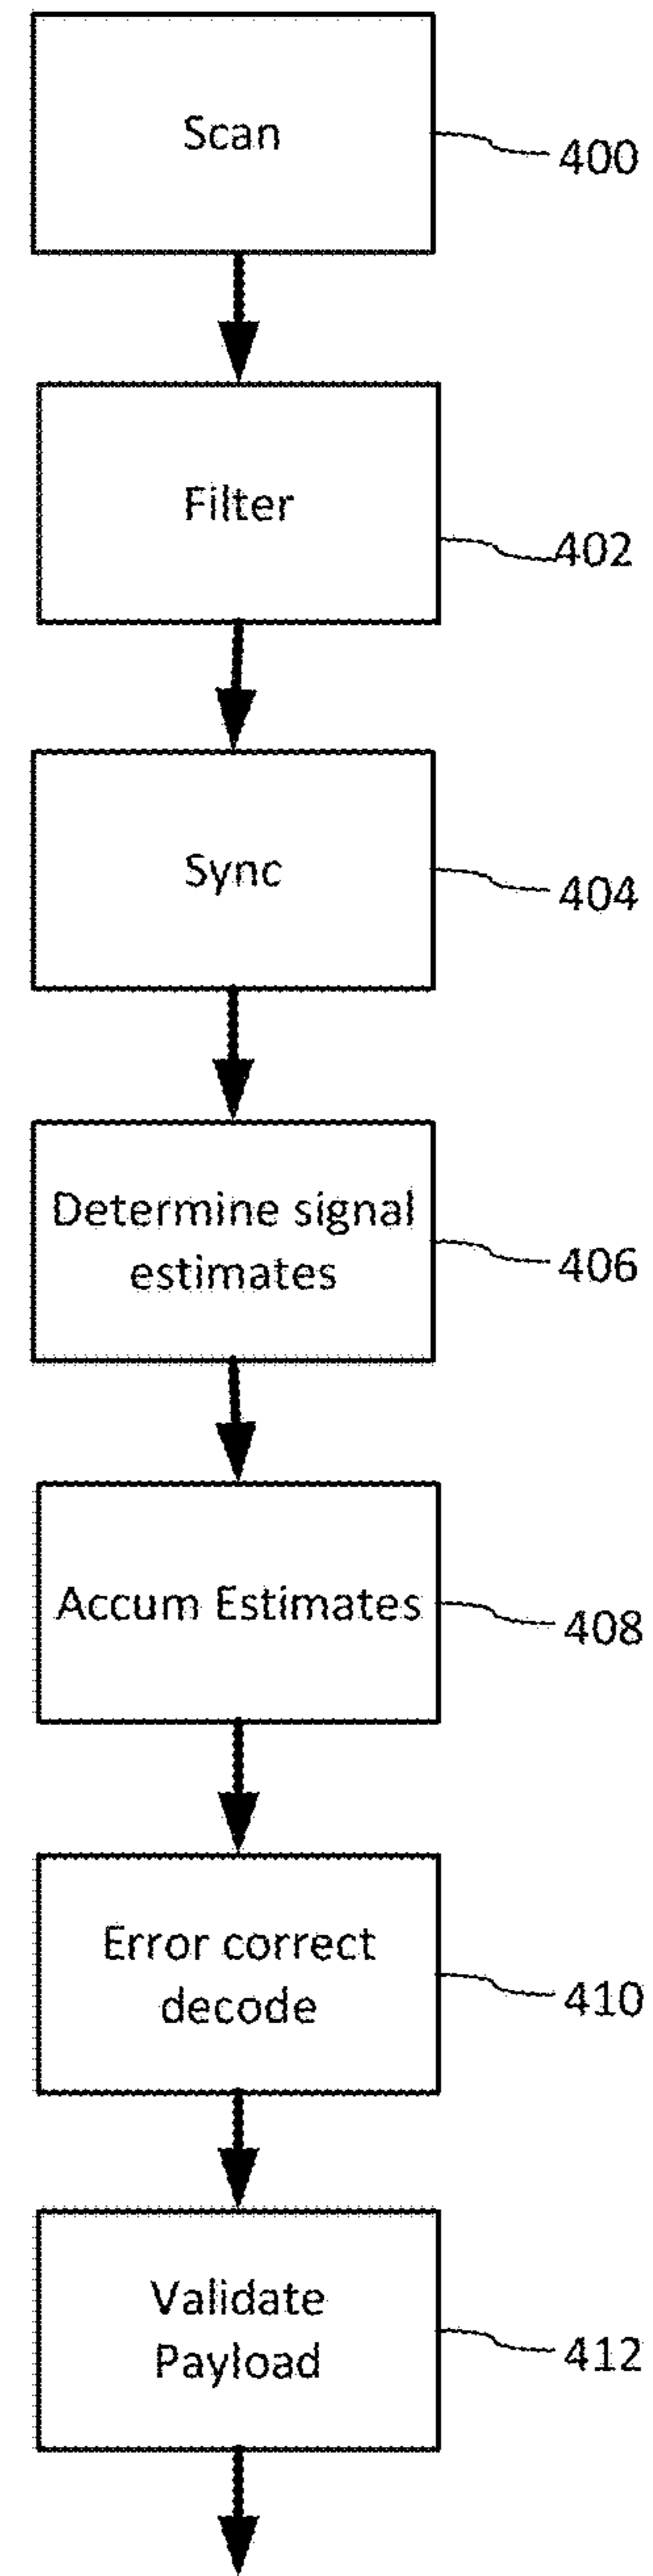 Scan
400
Filter
402
Sync
404
Determine signal
estimates
406
Accum Estimates
408
Error correct
decode
410
Validate
Payload
412